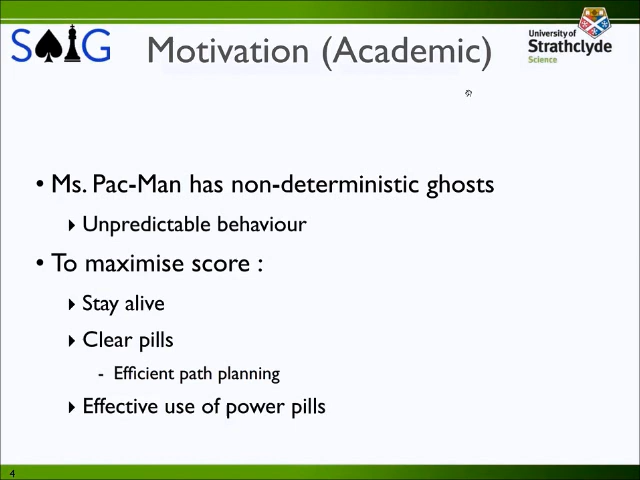 S G
Motivation (Academic)
University of
Strathclyde
Science
• Ms. Pac-Man has non-deterministic ghosts
Unpredictable behaviour
• To maximise score :
Stay alive
Clear pills
- Efficient path planning
Effective use of power pills
4